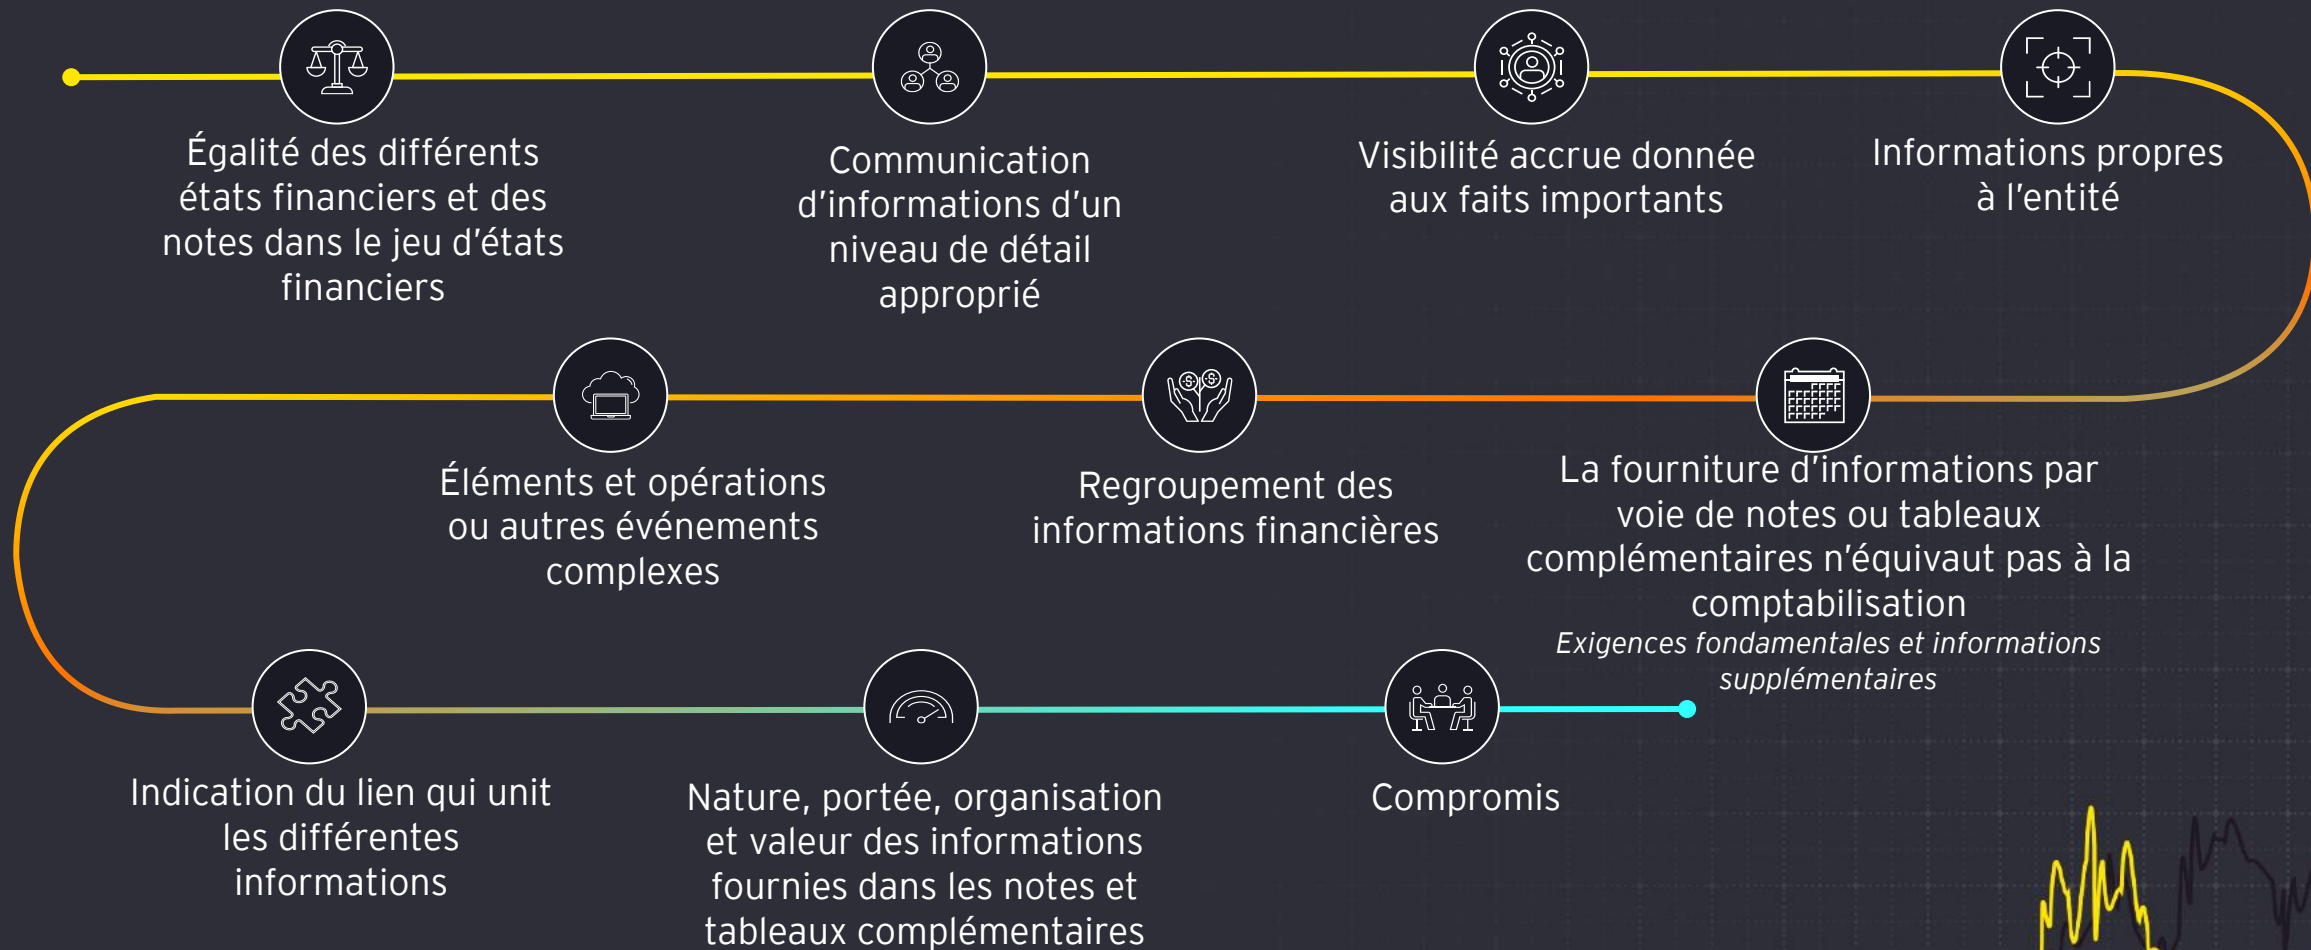 Égalité des différents
états financiers et des
notes dans le jeu d'états
financiers
Communication
d'informations d'un
niveau de détail
approprié
Visibilité accrue donnée
aux faits importants
Informations propres
à l'entité
Éléments et opérations
ou autres événements
complexes
Regroupement des
informations financières
La fourniture d'informations par
voie de notes ou tableaux
complémentaires n'équivaut pas à la
comptabilisation
Exigences fondamentales et informations
supplémentaires
Indication du lien qui unit
les différentes
informations
Nature, portée, organisation
et valeur des informations
fournies dans les notes et
tableaux complémentaires
Compromis